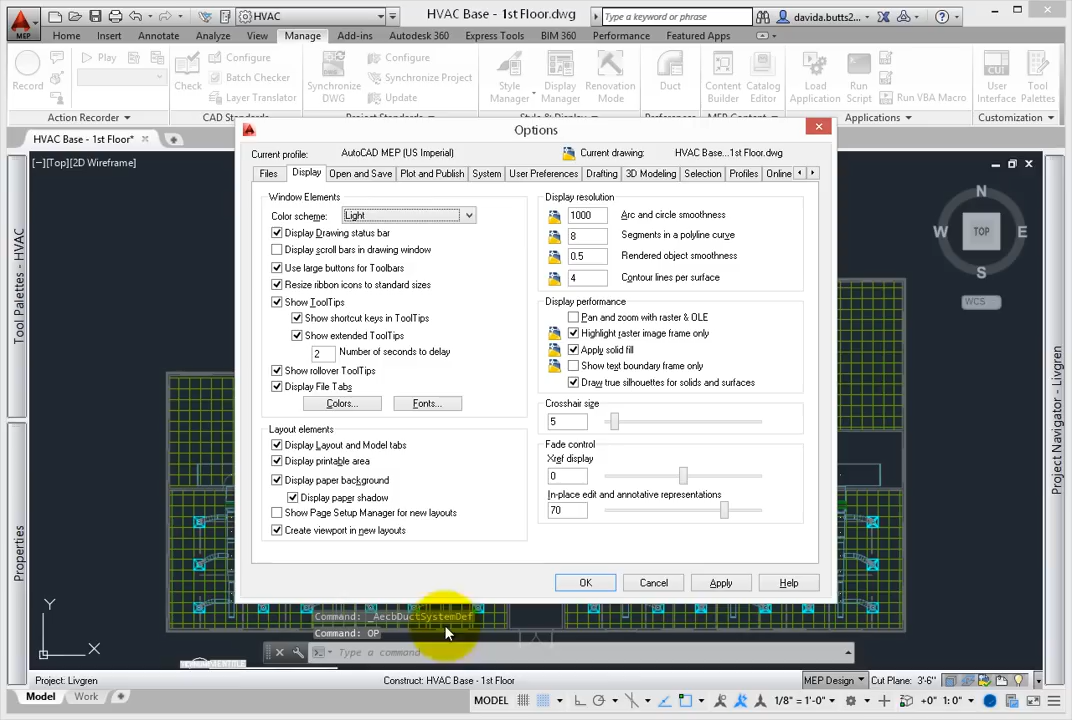 HVAC
HVAC Base - 1st Floor.dwg
Type a keyword or phrase
davida.butts2...
MEP
Home Insert Annotate Analyze View Manage Add-ins Autodesk 360 Express Tools BIM 360 Performance Featured Apps
Record
Play
Action Recorder
Check
Configure
Batch Checker
Layer Translator
CAD Standards
Synchronize
DWG
Configure
Synchronize Project
Update
Project Standards
Style
Manager
Display
Manager
Renovation
Mode
Style & Display
Duct
Preferences
Content
Builder
Catalog
Editor
MEP Content
Load
Application
Run
Script
Run VBA Macro
Applications
User
Interface
Tool
Palettes
Customization
HVAC Base - 1st Floor*
[−][Top][2D Wireframe]
Tool Palettes - HVAC
Properties
Options
Current profile: AutoCAD MEP (US Imperial)
Current drawing: HVAC Base...1st Floor.dwg
Files Display Open and Save Plot and Publish System User Preferences Drafting 3D Modeling Selection Profiles Online
Window Elements
Color scheme: Light
Display Drawing status bar
Display scroll bars in drawing window
Use large buttons for Toolbars
Resize ribbon icons to standard sizes
Show ToolTips
Show shortcut keys in ToolTips
Show extended ToolTips
2 Number of seconds to delay
Show rollover ToolTips
Display File Tabs
Colors... Fonts...
Layout elements
Display Layout and Model tabs
Display printable area
Display paper background
Display paper shadow
Show Page Setup Manager for new layouts
Create viewport in new layouts
Display resolution
1000 Arc and circle smoothness
8 Segments in a polyline curve
0.5 Rendered object smoothness
4 Contour lines per surface
Display performance
Pan and zoom with raster & OLE
Highlight raster image frame only
Apply solid fill
Show text boundary frame only
Draw true silhouettes for solids and surfaces
Crosshair size
5
Fade control
Xref display
0
In-place edit and annotative representations
70
OK Cancel Apply Help
N
W TOP E
S
WCS
Project Navigator - Livgren
Y
X
Command: _AecbDuctSystemDef
Command: OP
Type a command
Project: Livgren
Construct: HVAC Base - 1st Floor
MEP Design
Cut Plane: 3'-6"
Model Work
MODEL
1/8" = 1'-0"
+0" 1: 0